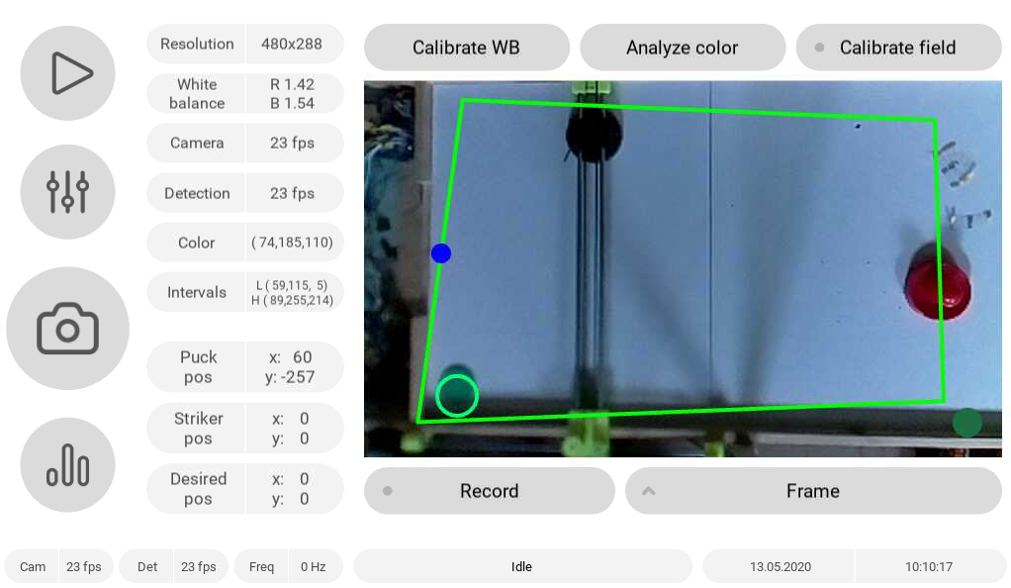 Resolution 480x288
White balance R 1.42 B 1.54
Camera 23 fps
Detection 23 fps
Color ( 74,185,110)
Intervals L ( 59,115, 5) H ( 89,255,214)
Puck pos x: 60 y: -257
Striker pos x: 0 y: 0
Desired pos x: 0 y: 0
Calibrate WB Analyze color Calibrate field
Record Frame
Cam 23 fps Det 23 fps Freq 0 Hz Idle 13.05.2020 10:10:17